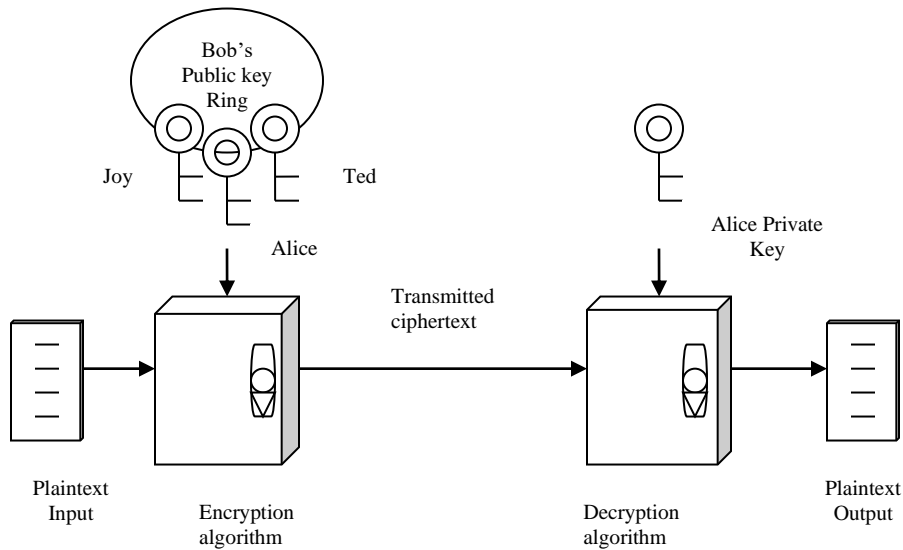 Bob's
Public key
Ring
Joy
Ted
Alice
Alice Private
Key
Transmitted
ciphertext
Plaintext
Input
Encryption
algorithm
Decryption
algorithm
Plaintext
Output